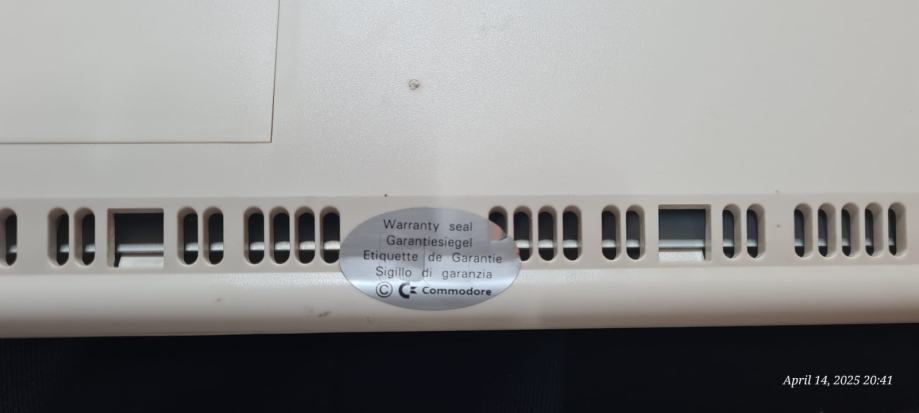 Warranty seal
Garantiesiegel
Etiquette de Garantie
Sigillo di garanzia
© Commodore
April 14, 2025 20:41